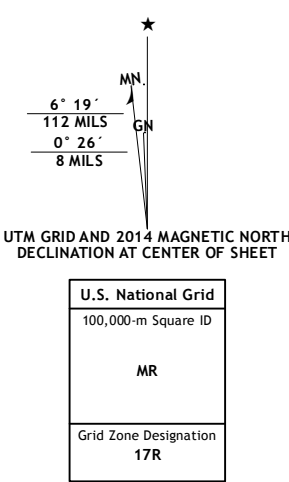 ★
MN
6° 19´
112 MILS
GN
0° 26´
8 MILS
UTM GRID AND 2014 MAGNETIC NORTH
DECLINATION AT CENTER OF SHEET
U.S. National Grid
100,000-m Square ID
MR
Grid Zone Designation
17R